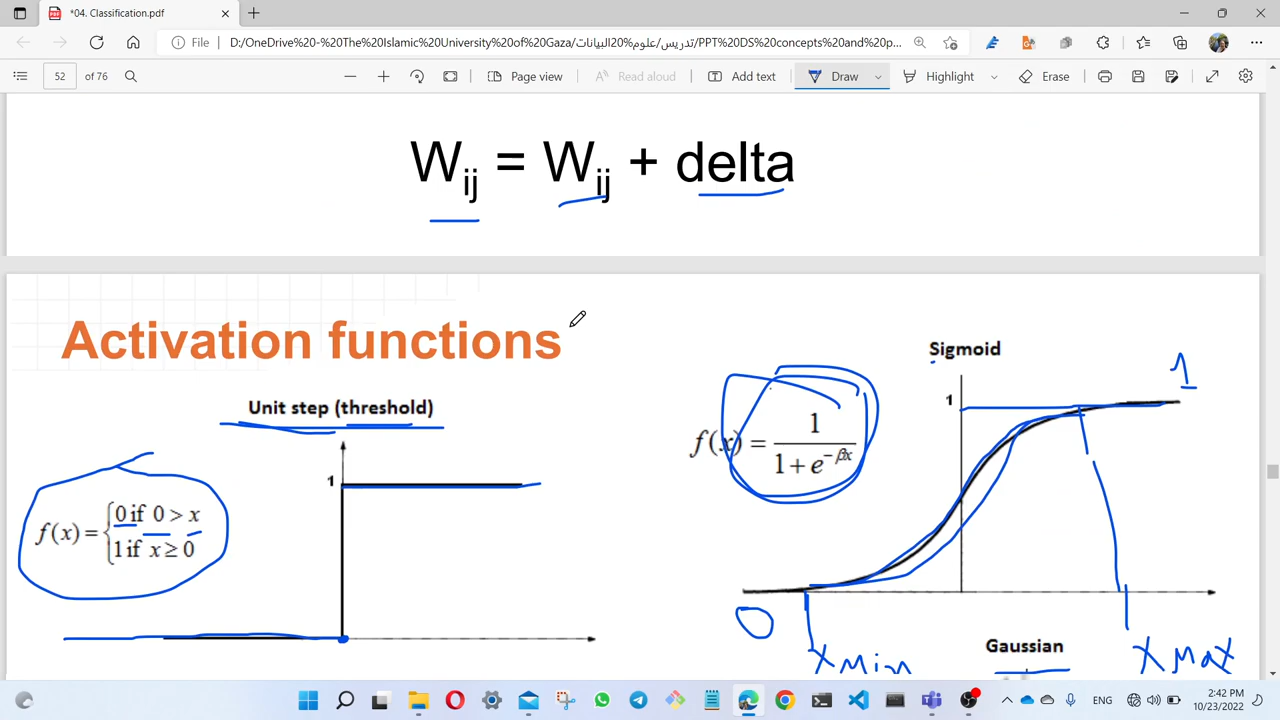 *04. Classification.pdf
File
D:/OneDrive%20-%20The%20Islamic%20University%20of%20Gaza/تدريس/علوم%20البيانات/PPT%20DS%20concepts%20and%20p...
52 of 76
Page view
Read aloud
Add text
Draw
Highlight
Erase
Wij = Wij + delta
Activation functions
Unit step (threshold)
1
f(x) = { 0 if 0 > x
1 if x ≥ 0
Sigmoid
1
1
f(x) = 1 / (1 + e^−βx)
0
X Min
Gaussian
X Max
ENG
2:42 PM
10/23/2022